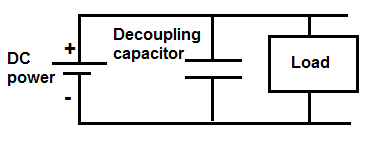 Decoupling
capacitor
DC
power
+
-
Load